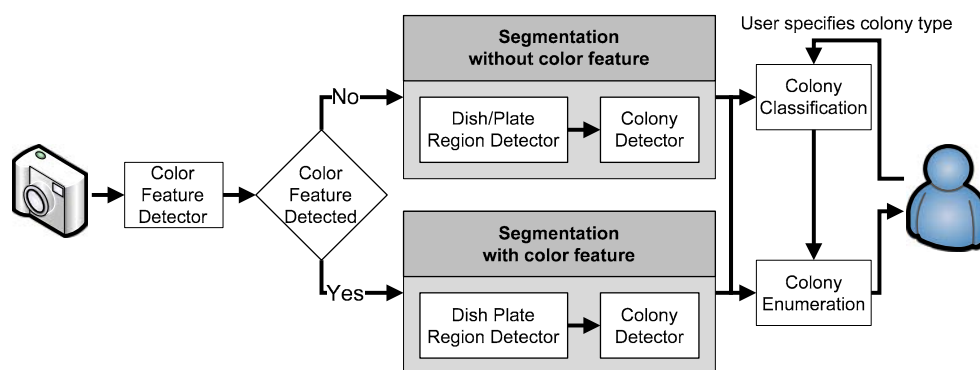 User specifies colony type
Segmentation
without color feature
No
Dish/Plate
Region Detector
Colony
Detector
Colony
Classification
Color
Feature
Detector
Color
Feature
Detected
Segmentation
with color feature
Yes
Dish Plate
Region Detector
Colony
Detector
Colony
Enumeration